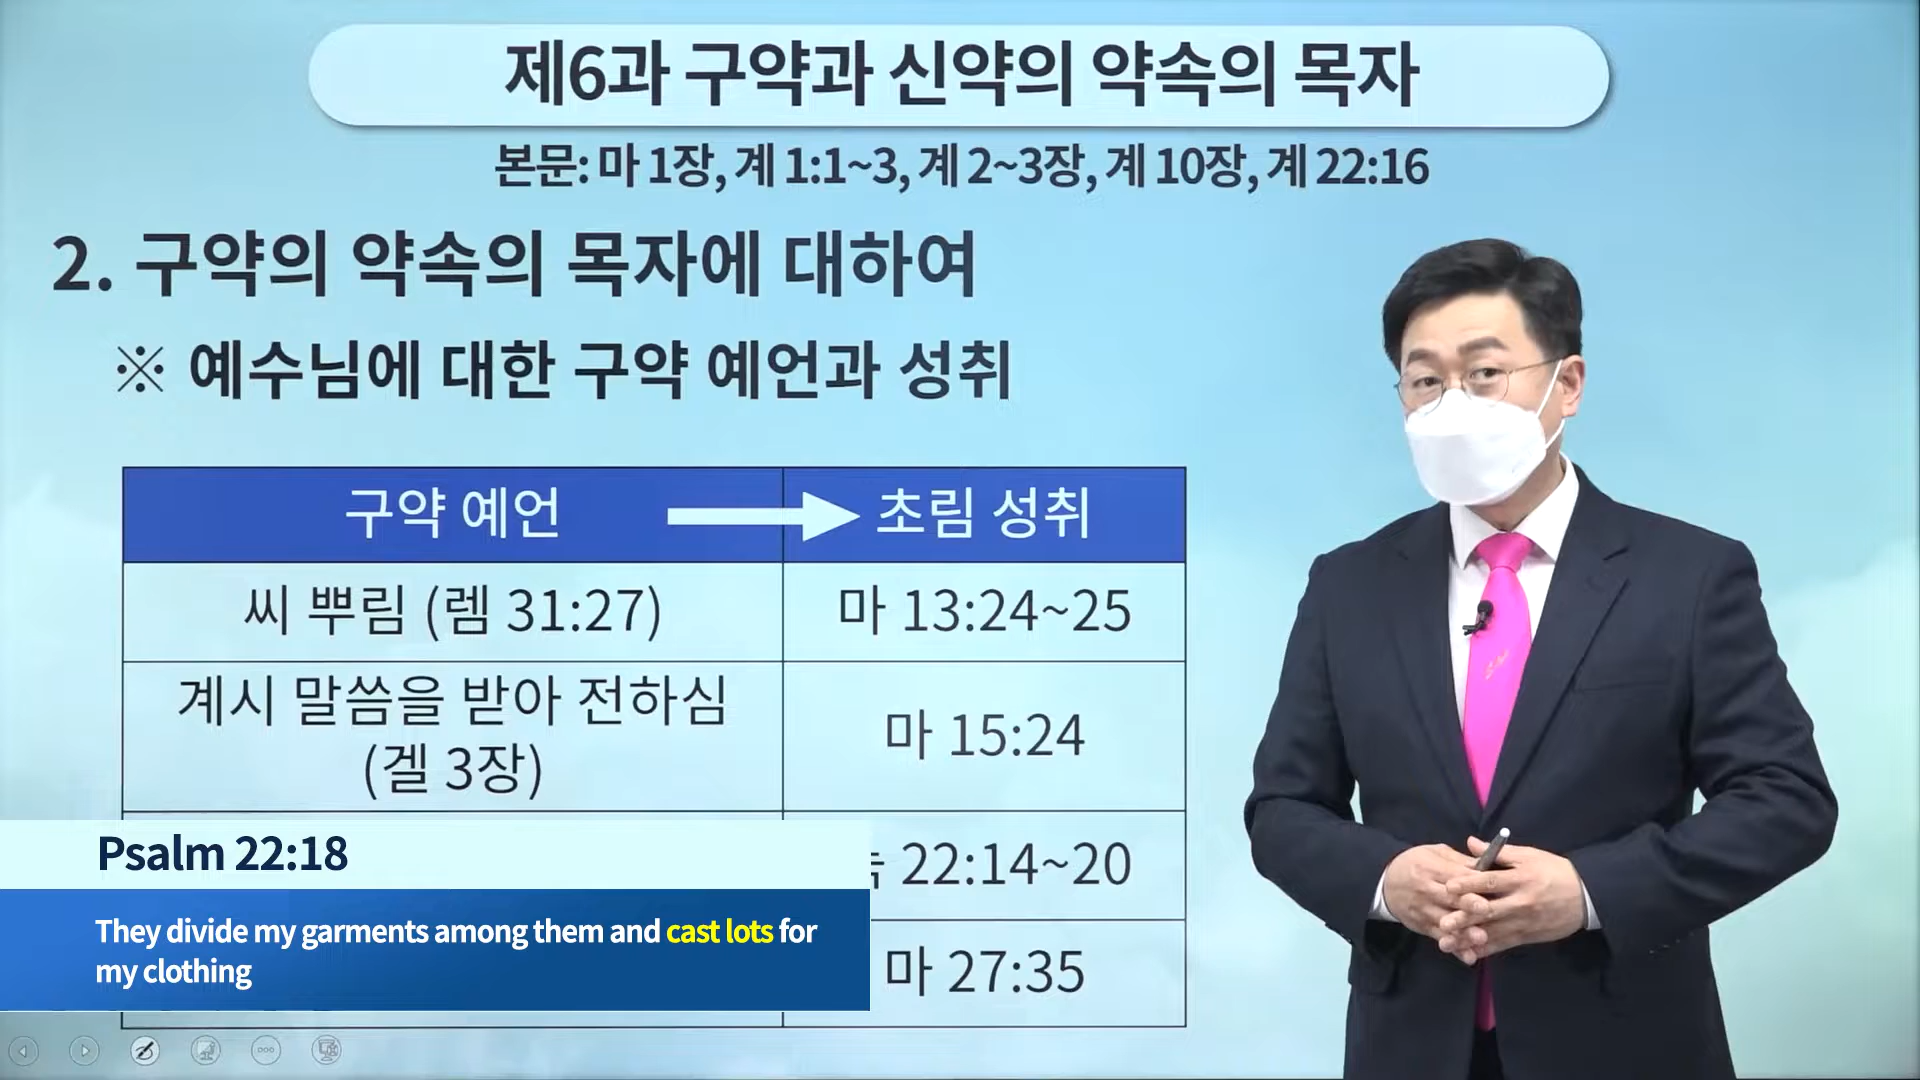 제6과 구약과 신약의 약속의 목자
본문: 마 1장, 계 1:1~3, 계 2~3장, 계 10장, 계 22:16
2. 구약의 약속의 목자에 대하여
※ 예수님에 대한 구약 예언과 성취
구약 예언 → 초림 성취
씨 뿌림 (렘 31:27)
마 13:24~25
계시 말씀을 받아 전하심
(겔 3장)
마 15:24
22:14~20
마 27:35
Psalm 22:18
They divide my garments among them and cast lots for
my clothing